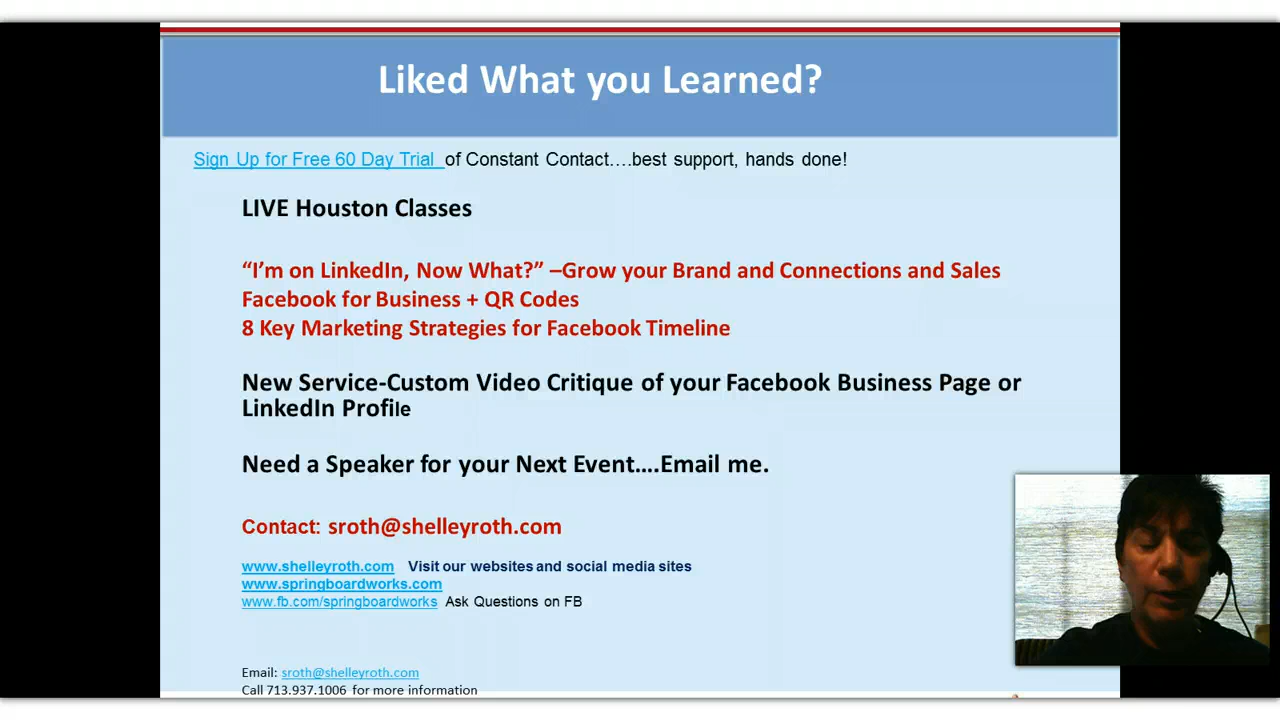 Liked What you Learned?
Sign Up for Free 60 Day Trial of Constant Contact....best support, hands done!
LIVE Houston Classes
“I’m on LinkedIn, Now What?” –Grow your Brand and Connections and Sales
Facebook for Business + QR Codes
8 Key Marketing Strategies for Facebook Timeline
New Service-Custom Video Critique of your Facebook Business Page or
LinkedIn Profile
Need a Speaker for your Next Event....Email me.
Contact: sroth@shelleyroth.com
www.shelleyroth.com Visit our websites and social media sites
www.springboardworks.com
www.fb.com/springboardworks Ask Questions on FB
Email: sroth@shelleyroth.com
Call 713.937.1006 for more information